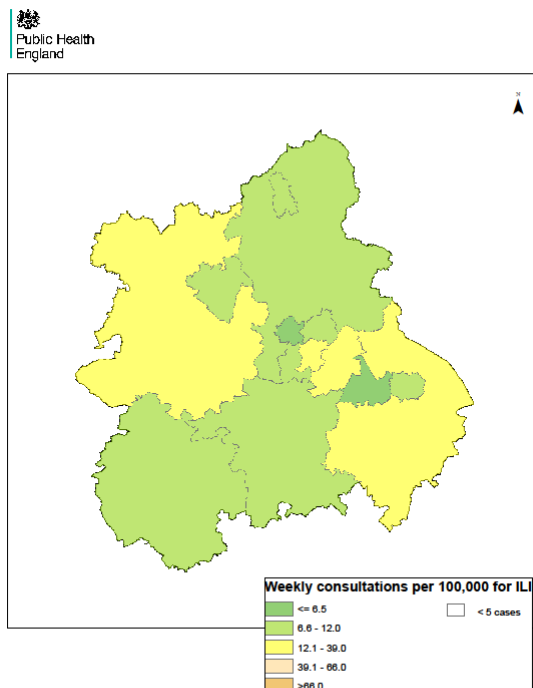 Public Health
England
N
Weekly consultations per 100,000 for ILI
<= 6.5
< 5 cases
6.6 - 12.0
12.1 - 39.0
39.1 - 66.0
>66.0